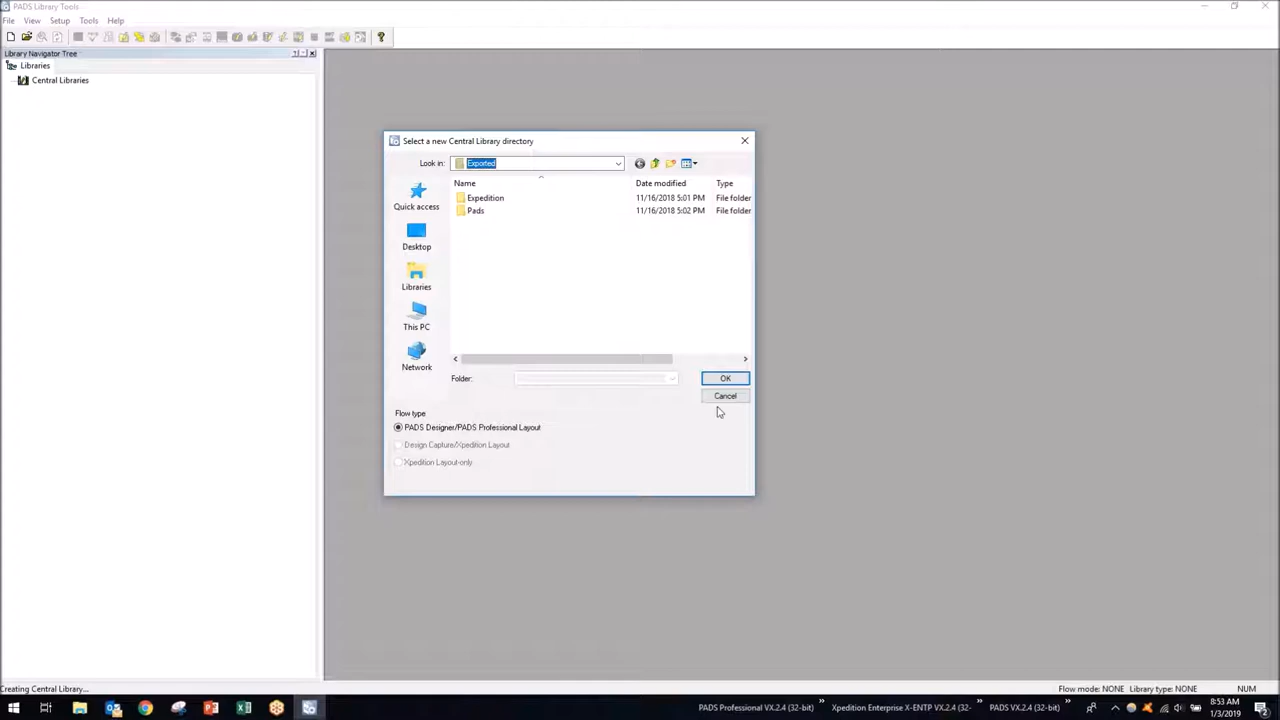 PADS Library Tools
File View Setup Tools Help
Library Navigator Tree
Libraries
Central Libraries
Select a new Central Library directory
Look in: Exported
Name Date modified Type
Quick access
Expedition 11/16/2018 5:01 PM File folder
Pads 11/16/2018 5:02 PM File folder
Desktop
Libraries
This PC
Network
Folder: OK
Cancel
Flow type
PADS Designer/PADS Professional Layout
Design Capture/Xpedition Layout
Xpedition Layout-only
Creating Central Library... Flow mode: NONE Library type: NONE NUM
PADS Professional VX.2.4 (32-bit) » Xpedition Enterprise X-ENTP VX.2.4 (32- » PADS VX.2.4 (32-bit) » 8:53 AM
1/3/2019